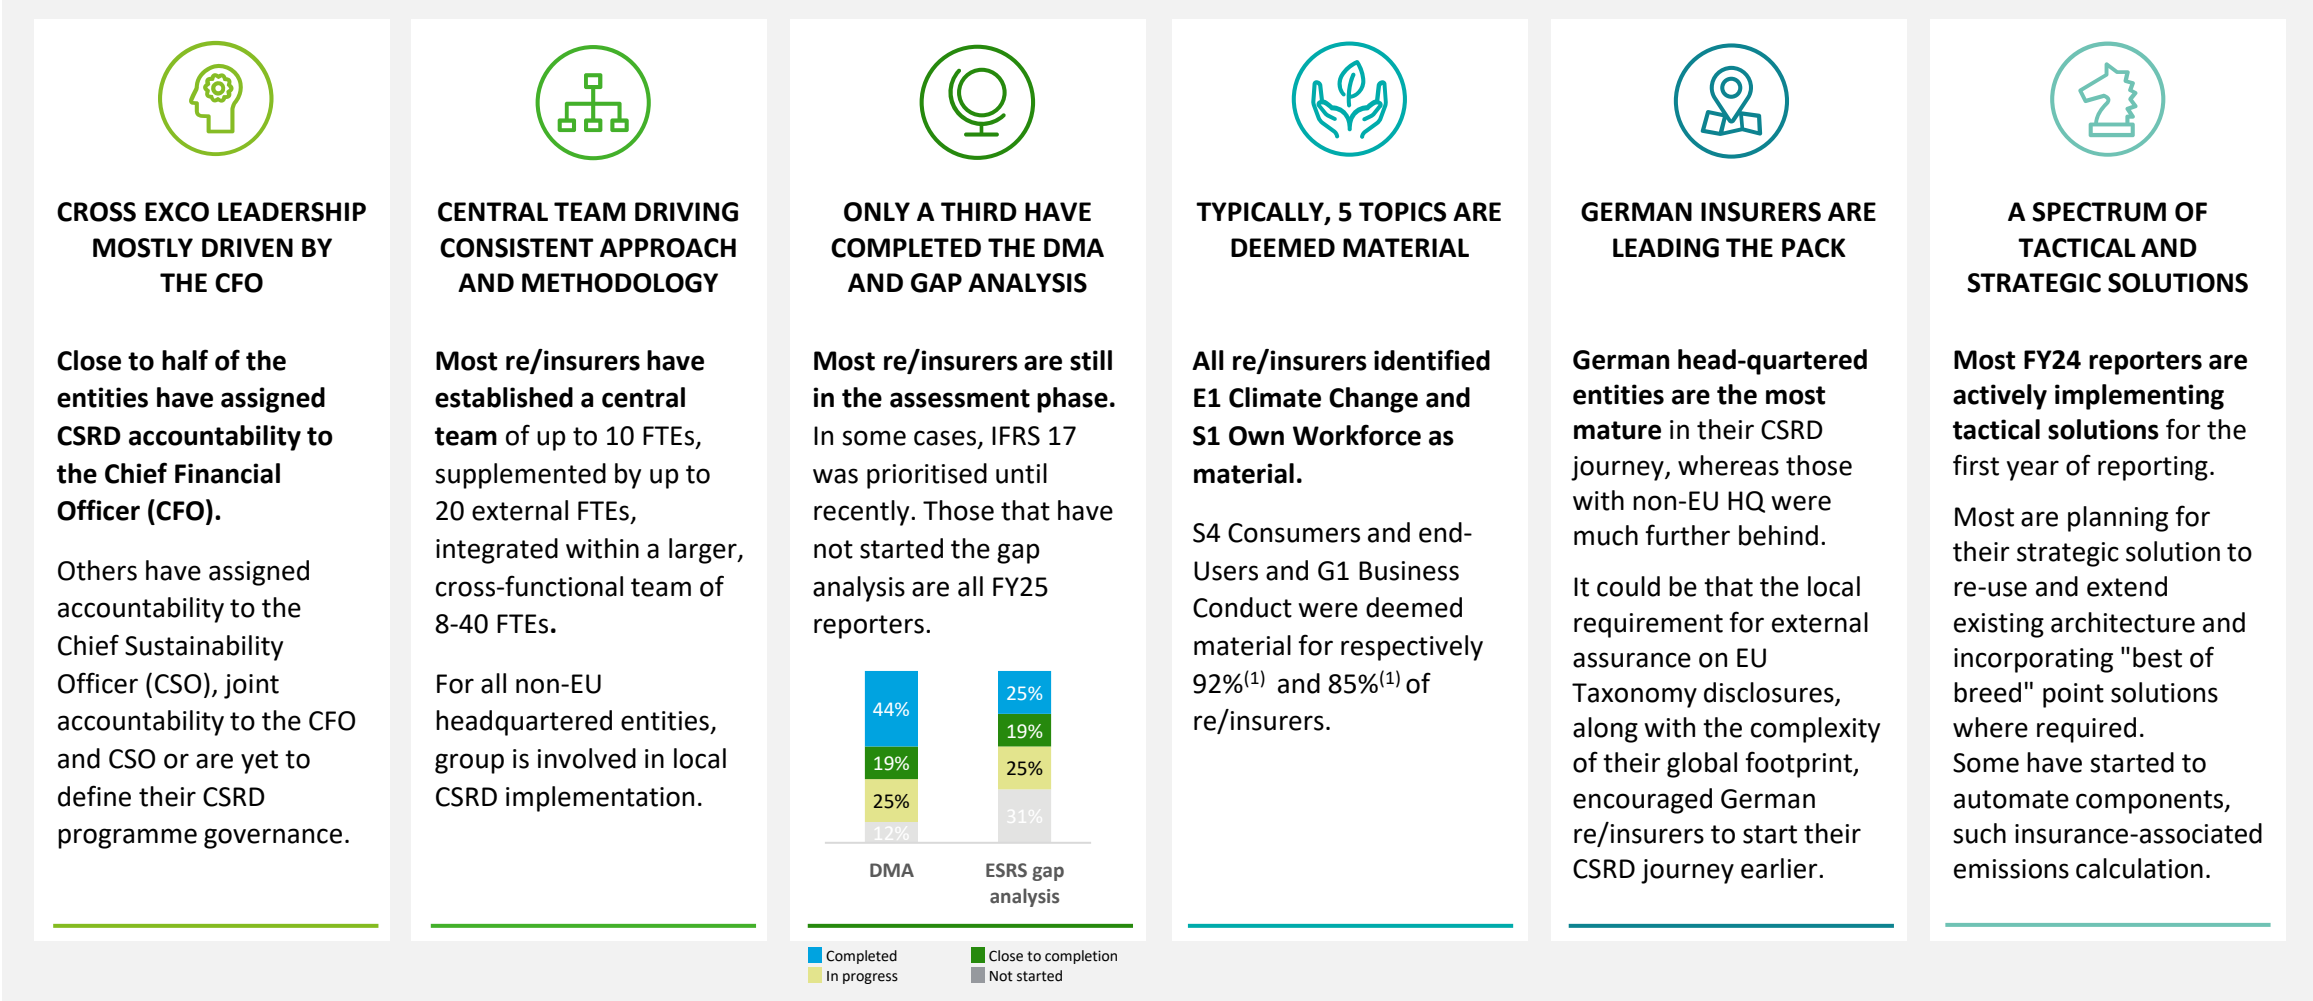 CROSS EXCO LEADERSHIP
MOSTLY DRIVEN BY
THE CFO
Close to half of the
entities have assigned
CSRD accountability to
the Chief Financial
Officer (CFO).
Others have assigned
accountability to the
Chief Sustainability
Officer (CSO), joint
accountability to the CFO
and CSO or are yet to
define their CSRD
programme governance.
CENTRAL TEAM DRIVING
CONSISTENT APPROACH
AND METHODOLOGY
Most re/insurers have
established a central
team of up to 10 FTEs,
supplemented by up to
20 external FTEs,
integrated within a larger,
cross-functional team of
8-40 FTEs.
For all non-EU
headquartered entities,
group is involved in local
CSRD implementation.
ONLY A THIRD HAVE
COMPLETED THE DMA
AND GAP ANALYSIS
Most re/insurers are still
in the assessment phase.
In some cases, IFRS 17
was prioritised until
recently. Those that have
not started the gap
analysis are all FY25
reporters.
44%
19%
25%
12%
DMA
25%
19%
25%
31%
ESRS gap
analysis
Completed
Close to completion
In progress
Not started
TYPICALLY, 5 TOPICS ARE
DEEMED MATERIAL
All re/insurers identified
E1 Climate Change and
S1 Own Workforce as
material.
S4 Consumers and end-
Users and G1 Business
Conduct were deemed
material for respectively
92%(1) and 85%(1) of
re/insurers.
GERMAN INSURERS ARE
LEADING THE PACK
German head-quartered
entities are the most
mature in their CSRD
journey, whereas those
with non-EU HQ were
much further behind.
It could be that the local
requirement for external
assurance on EU
Taxonomy disclosures,
along with the complexity
of their global footprint,
encouraged German
re/insurers to start their
CSRD journey earlier.
A SPECTRUM OF
TACTICAL AND
STRATEGIC SOLUTIONS
Most FY24 reporters are
actively implementing
tactical solutions for the
first year of reporting.
Most are planning for
their strategic solution to
re-use and extend
existing architecture and
incorporating "best of
breed" point solutions
where required.
Some have started to
automate components,
such insurance-associated
emissions calculation.